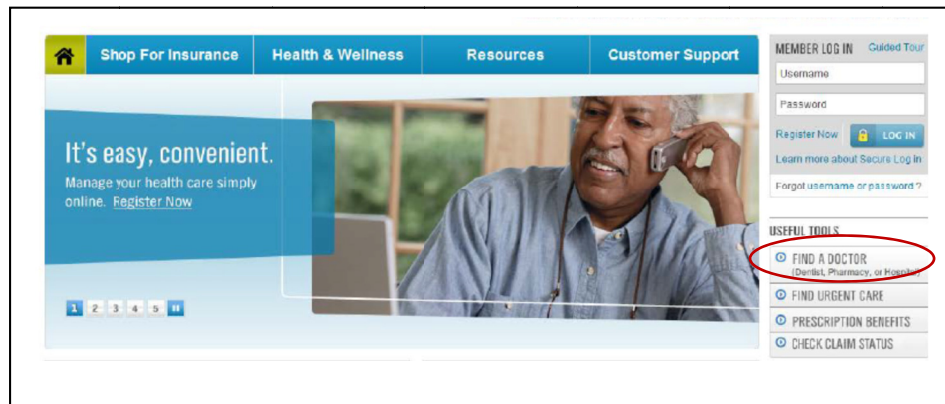 Shop For Insurance Health & Wellness Resources Customer Support
It's easy, convenient.
Manage your health care simply
online. Register Now
1 2 3 4 5
MEMBER LOG IN Guided Tour
Username
Password
Register Now LOG IN
Learn more about Secure Log in
Forgot username or password ?
USEFUL TOOLS
FIND A DOCTOR
(Dentist, Pharmacy, or Hospital)
FIND URGENT CARE
PRESCRIPTION BENEFITS
CHECK CLAIM STATUS